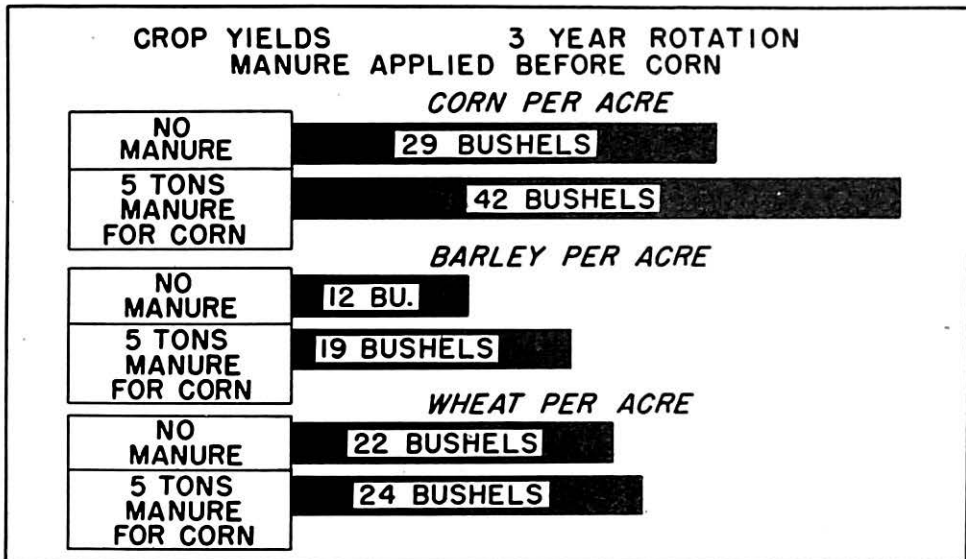 CROP YIELDS 3 YEAR ROTATION
MANURE APPLIED BEFORE CORN
CORN PER ACRE
NO
MANURE
29 BUSHELS
5 TONS
MANURE
FOR CORN
42 BUSHELS
BARLEY PER ACRE
NO
MANURE
12 BU.
5 TONS
MANURE
FOR CORN
19 BUSHELS
WHEAT PER ACRE
NO
MANURE
22 BUSHELS
5 TONS
MANURE
FOR CORN
24 BUSHELS